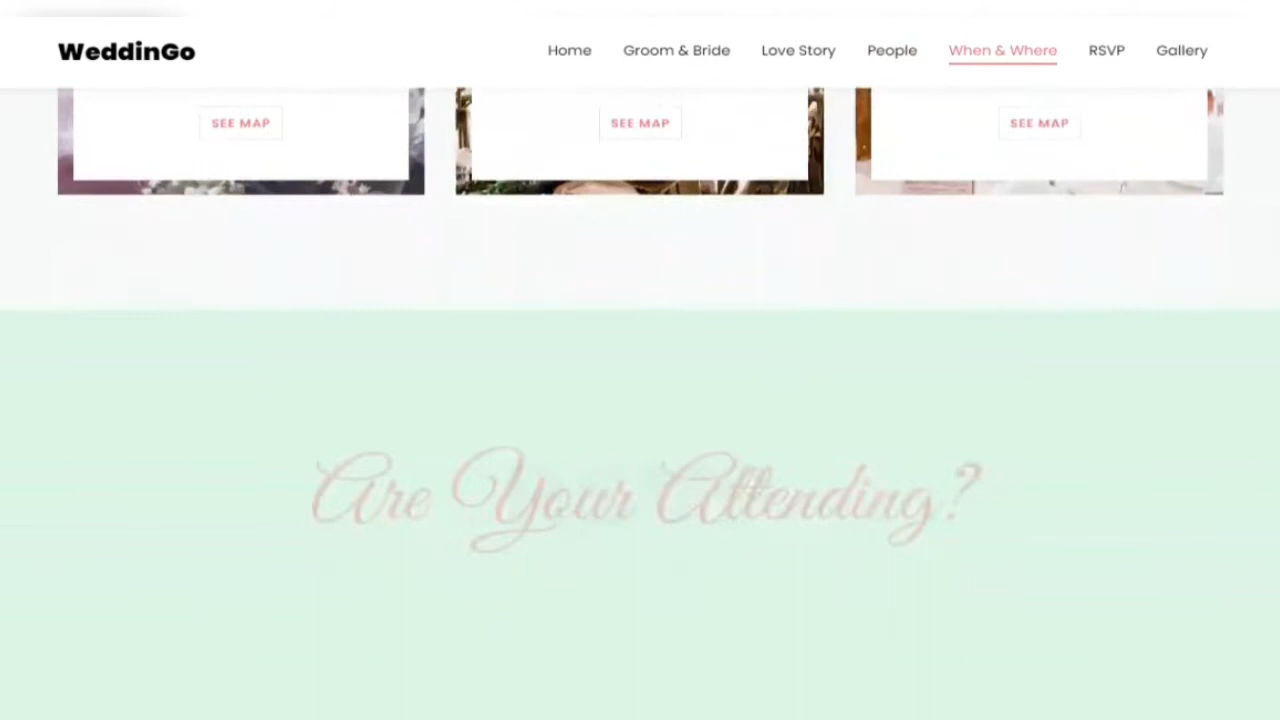 WeddinGo Home Groom & Bride Love Story People When & Where RSVP Gallery
SEE MAP SEE MAP SEE MAP
Are Your Attending?